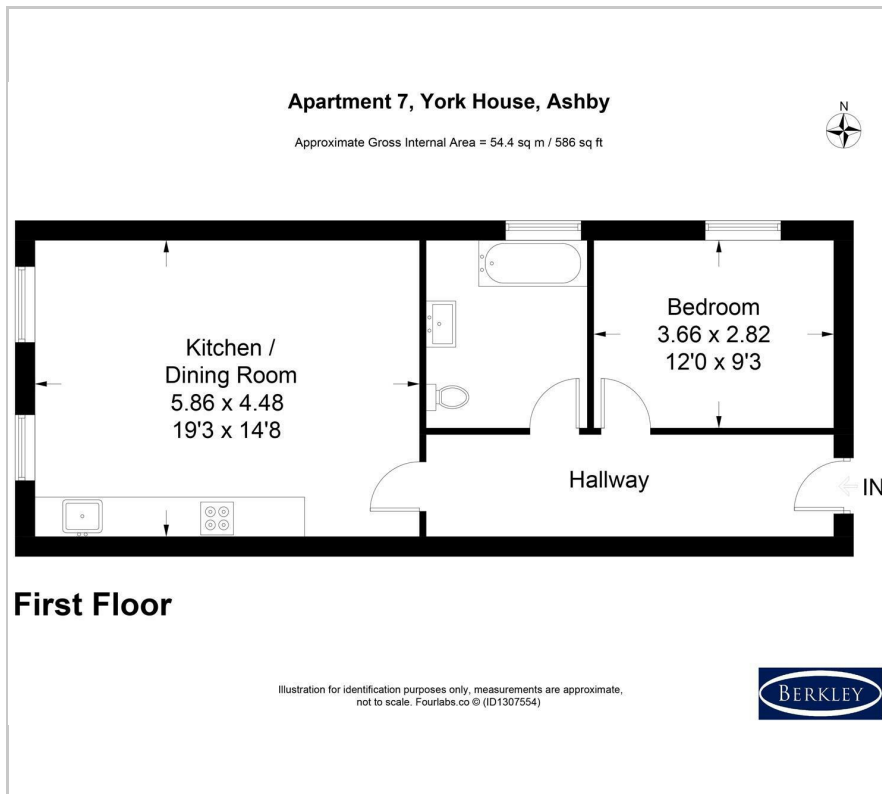 Apartment 7, York House, Ashby
N
Approximate Gross Internal Area = 54.4 sq m / 586 sq ft
Kitchen /
Dining Room
5.86 x 4.48
19'3 x 14'8
Bedroom
3.66 x 2.82
12'0 x 9'3
Hallway
IN
First Floor
Illustration for identification purposes only, measurements are approximate,
not to scale. Fourlabs.co © (ID1307554)
BERKLEY